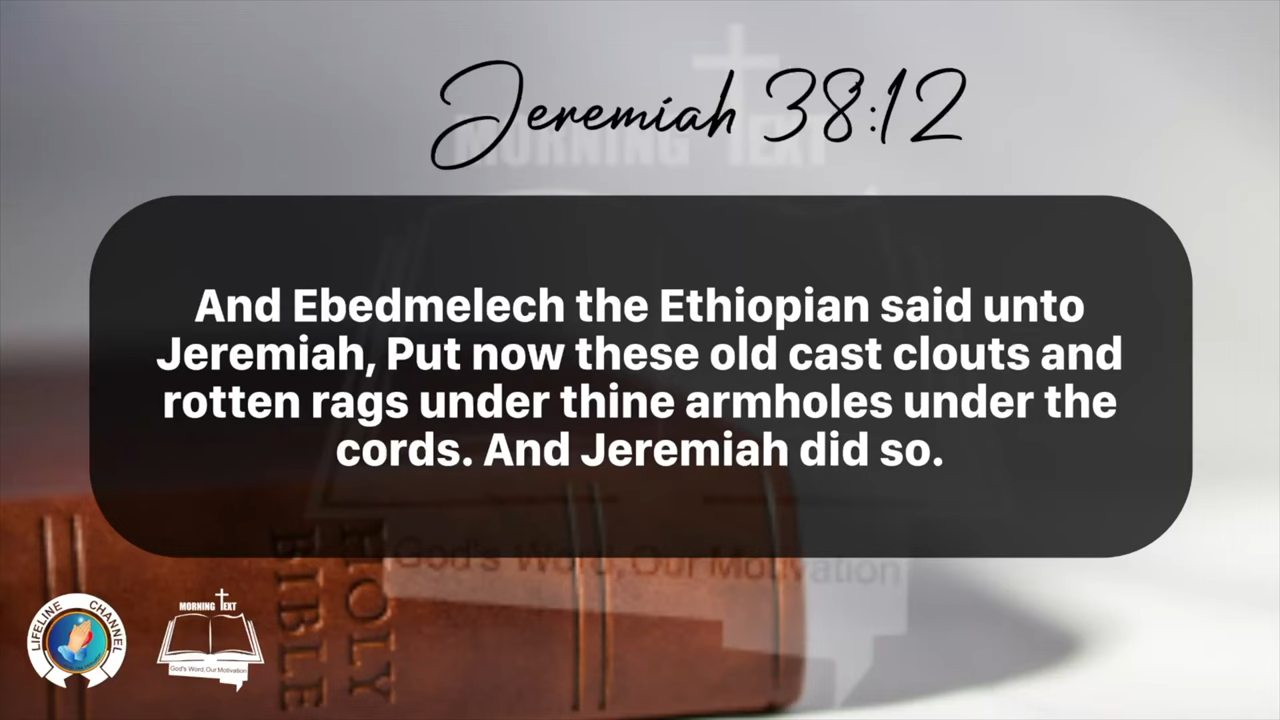 Jeremiah 38:12
MORNING TEXT
And Ebedmelech the Ethiopian said unto
Jeremiah, Put now these old cast clouts and
rotten rags under thine armholes under the
cords. And Jeremiah did so.
God's Word, Our Motivation
HOLY
BIBLE
LIFELINE CHANNEL
MORNING TEXT
God's Word, Our Motivation